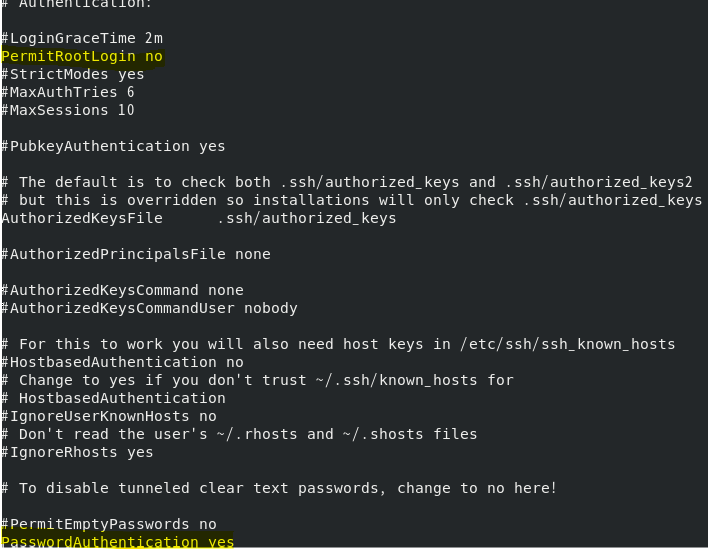 # Authentication:
#LoginGraceTime 2m
PermitRootLogin no
#StrictModes yes
#MaxAuthTries 6
#MaxSessions 10
#PubkeyAuthentication yes
# The default is to check both .ssh/authorized_keys and .ssh/authorized_keys2
# but this is overridden so installations will only check .ssh/authorized_keys
AuthorizedKeysFile      .ssh/authorized_keys
#AuthorizedPrincipalsFile none
#AuthorizedKeysCommand none
#AuthorizedKeysCommandUser nobody
# For this to work you will also need host keys in /etc/ssh/ssh_known_hosts
#HostbasedAuthentication no
# Change to yes if you don't trust ~/.ssh/known_hosts for
# HostbasedAuthentication
#IgnoreUserKnownHosts no
# Don't read the user's ~/.rhosts and ~/.shosts files
#IgnoreRhosts yes
# To disable tunneled clear text passwords, change to no here!
#PermitEmptyPasswords no
PasswordAuthentication yes